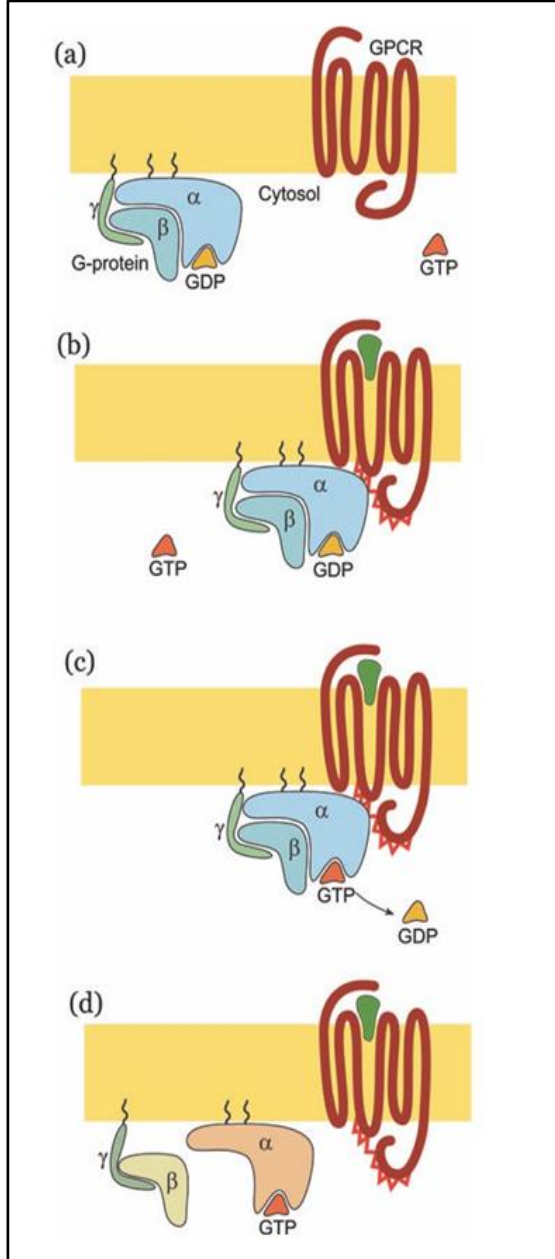 (a)
GPCR
α
Cytosol
γ
β
G-protein
GDP
GTP
(b)
α
γ
β
GTP
GDP
(c)
α
γ
β
GTP
GDP
(d)
α
γ
β
GTP